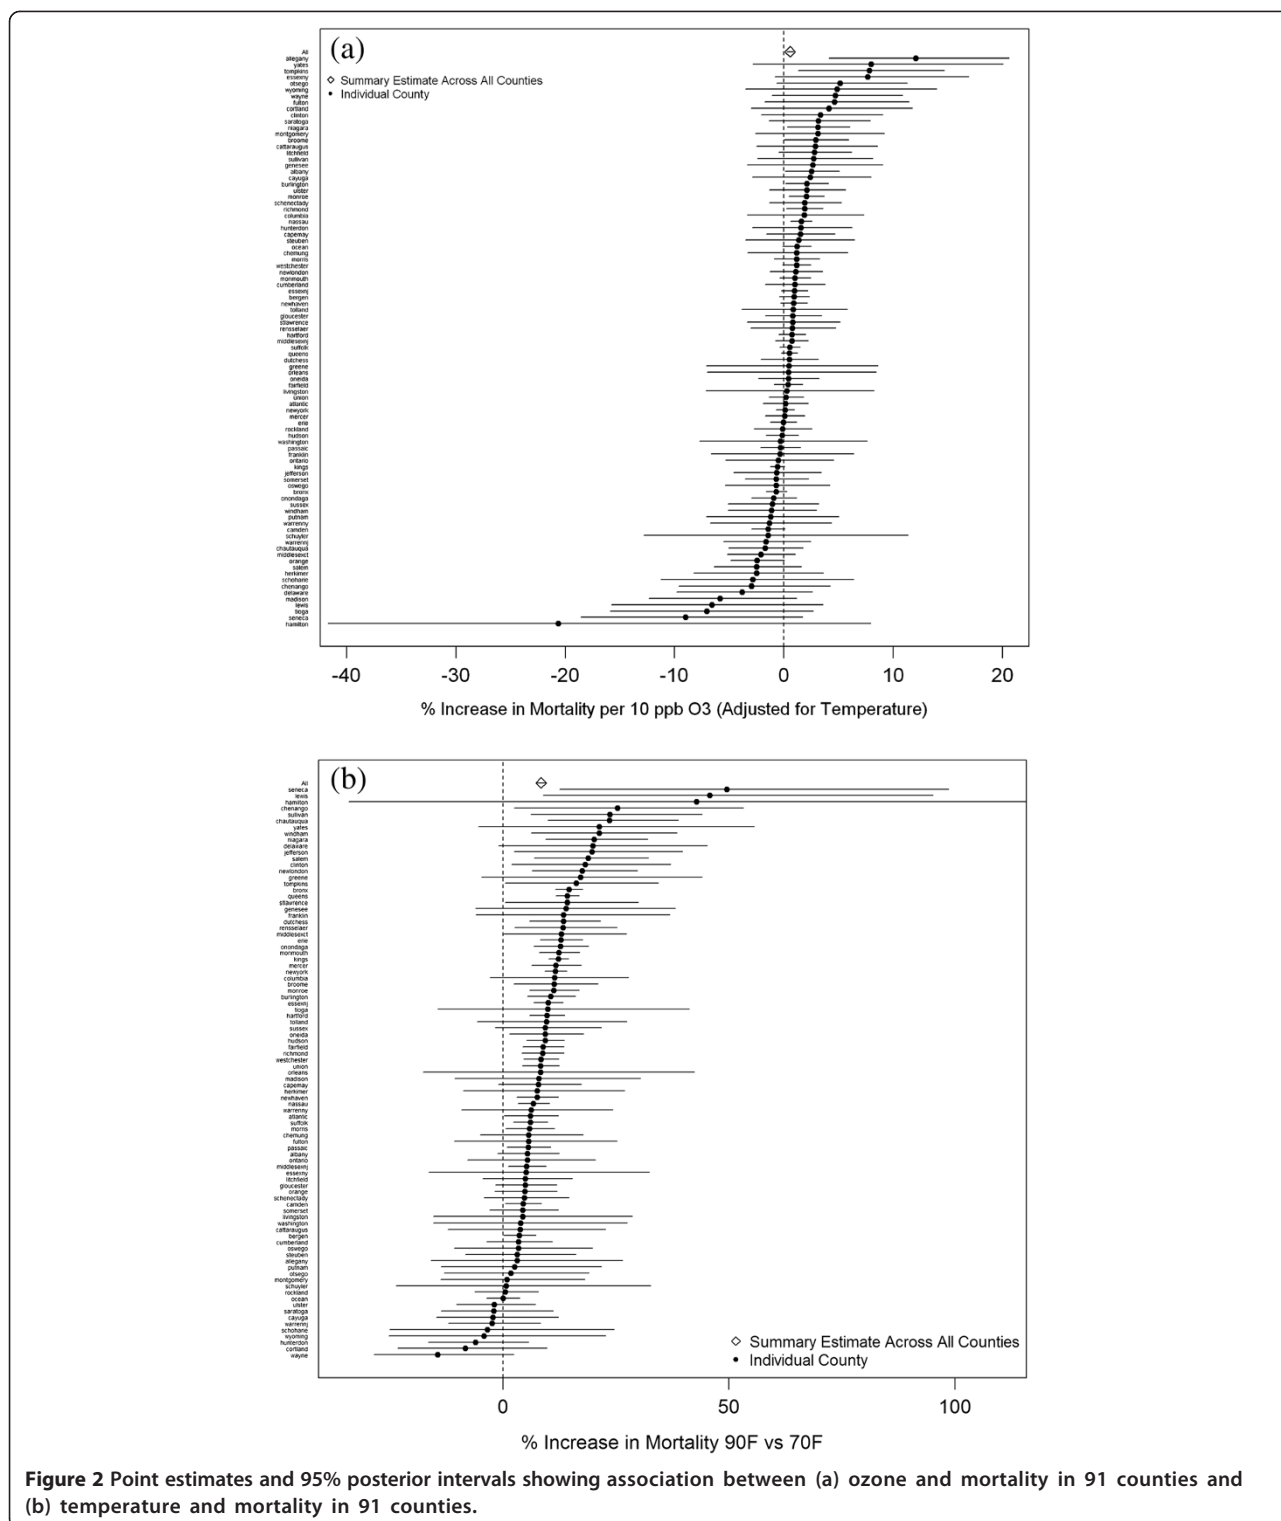 (a)
◇ Summary Estimate Across All Counties
• Individual County
All
allegany
yates
tompkins
essexny
otsego
wyoming
wayne
fulton
cortland
clinton
saratoga
niagara
montgomery
broome
cattaraugus
litchfield
sullivan
genesee
albany
cayuga
burlington
ulster
monroe
schenectady
richmond
columbia
nassau
hunterdon
capemay
steuben
ocean
chemung
morris
westchester
newlondon
monmouth
cumberland
essexnj
bergen
newhaven
tolland
gloucester
stlawrence
rensselaer
hartford
middlesexnj
suffolk
queens
dutchess
greene
orleans
oneida
fairfield
livingston
union
atlantic
newyork
mercer
erie
rockland
hudson
washington
passaic
franklin
ontario
kings
jefferson
somerset
oswego
bronx
onondaga
sussex
windham
putnam
warrenny
camden
schuyler
warrennj
chautauqua
middlesexct
orange
salem
herkimer
schoharie
chenango
delaware
madison
lewis
tioga
seneca
hamilton
-40 -30 -20 -10 0 10 20
% Increase in Mortality per 10 ppb O3 (Adjusted for Temperature)
(b)
All
seneca
lewis
hamilton
chenango
sullivan
chautauqua
yates
windham
niagara
delaware
jefferson
salem
clinton
newlondon
greene
tompkins
bronx
queens
stlawrence
genesee
franklin
dutchess
rensselaer
middlesexct
erie
onondaga
monmouth
kings
mercer
newyork
columbia
broome
monroe
burlington
essexnj
tioga
hartford
tolland
sussex
oneida
hudson
fairfield
richmond
westchester
union
orleans
madison
capemay
herkimer
newhaven
nassau
warrenny
atlantic
suffolk
morris
chemung
fulton
passaic
albany
ontario
middlesexnj
essexny
litchfield
gloucester
orange
schenectady
camden
somerset
livingston
washington
cattaraugus
bergen
cumberland
oswego
steuben
allegany
putnam
otsego
montgomery
schuyler
rockland
ocean
ulster
saratoga
cayuga
warrennj
schoharie
wyoming
hunterdon
cortland
wayne
◇ Summary Estimate Across All Counties
• Individual County
0 50 100
% Increase in Mortality 90F vs 70F
Figure 2 Point estimates and 95% posterior intervals showing association between (a) ozone and mortality in 91 counties and
(b) temperature and mortality in 91 counties.